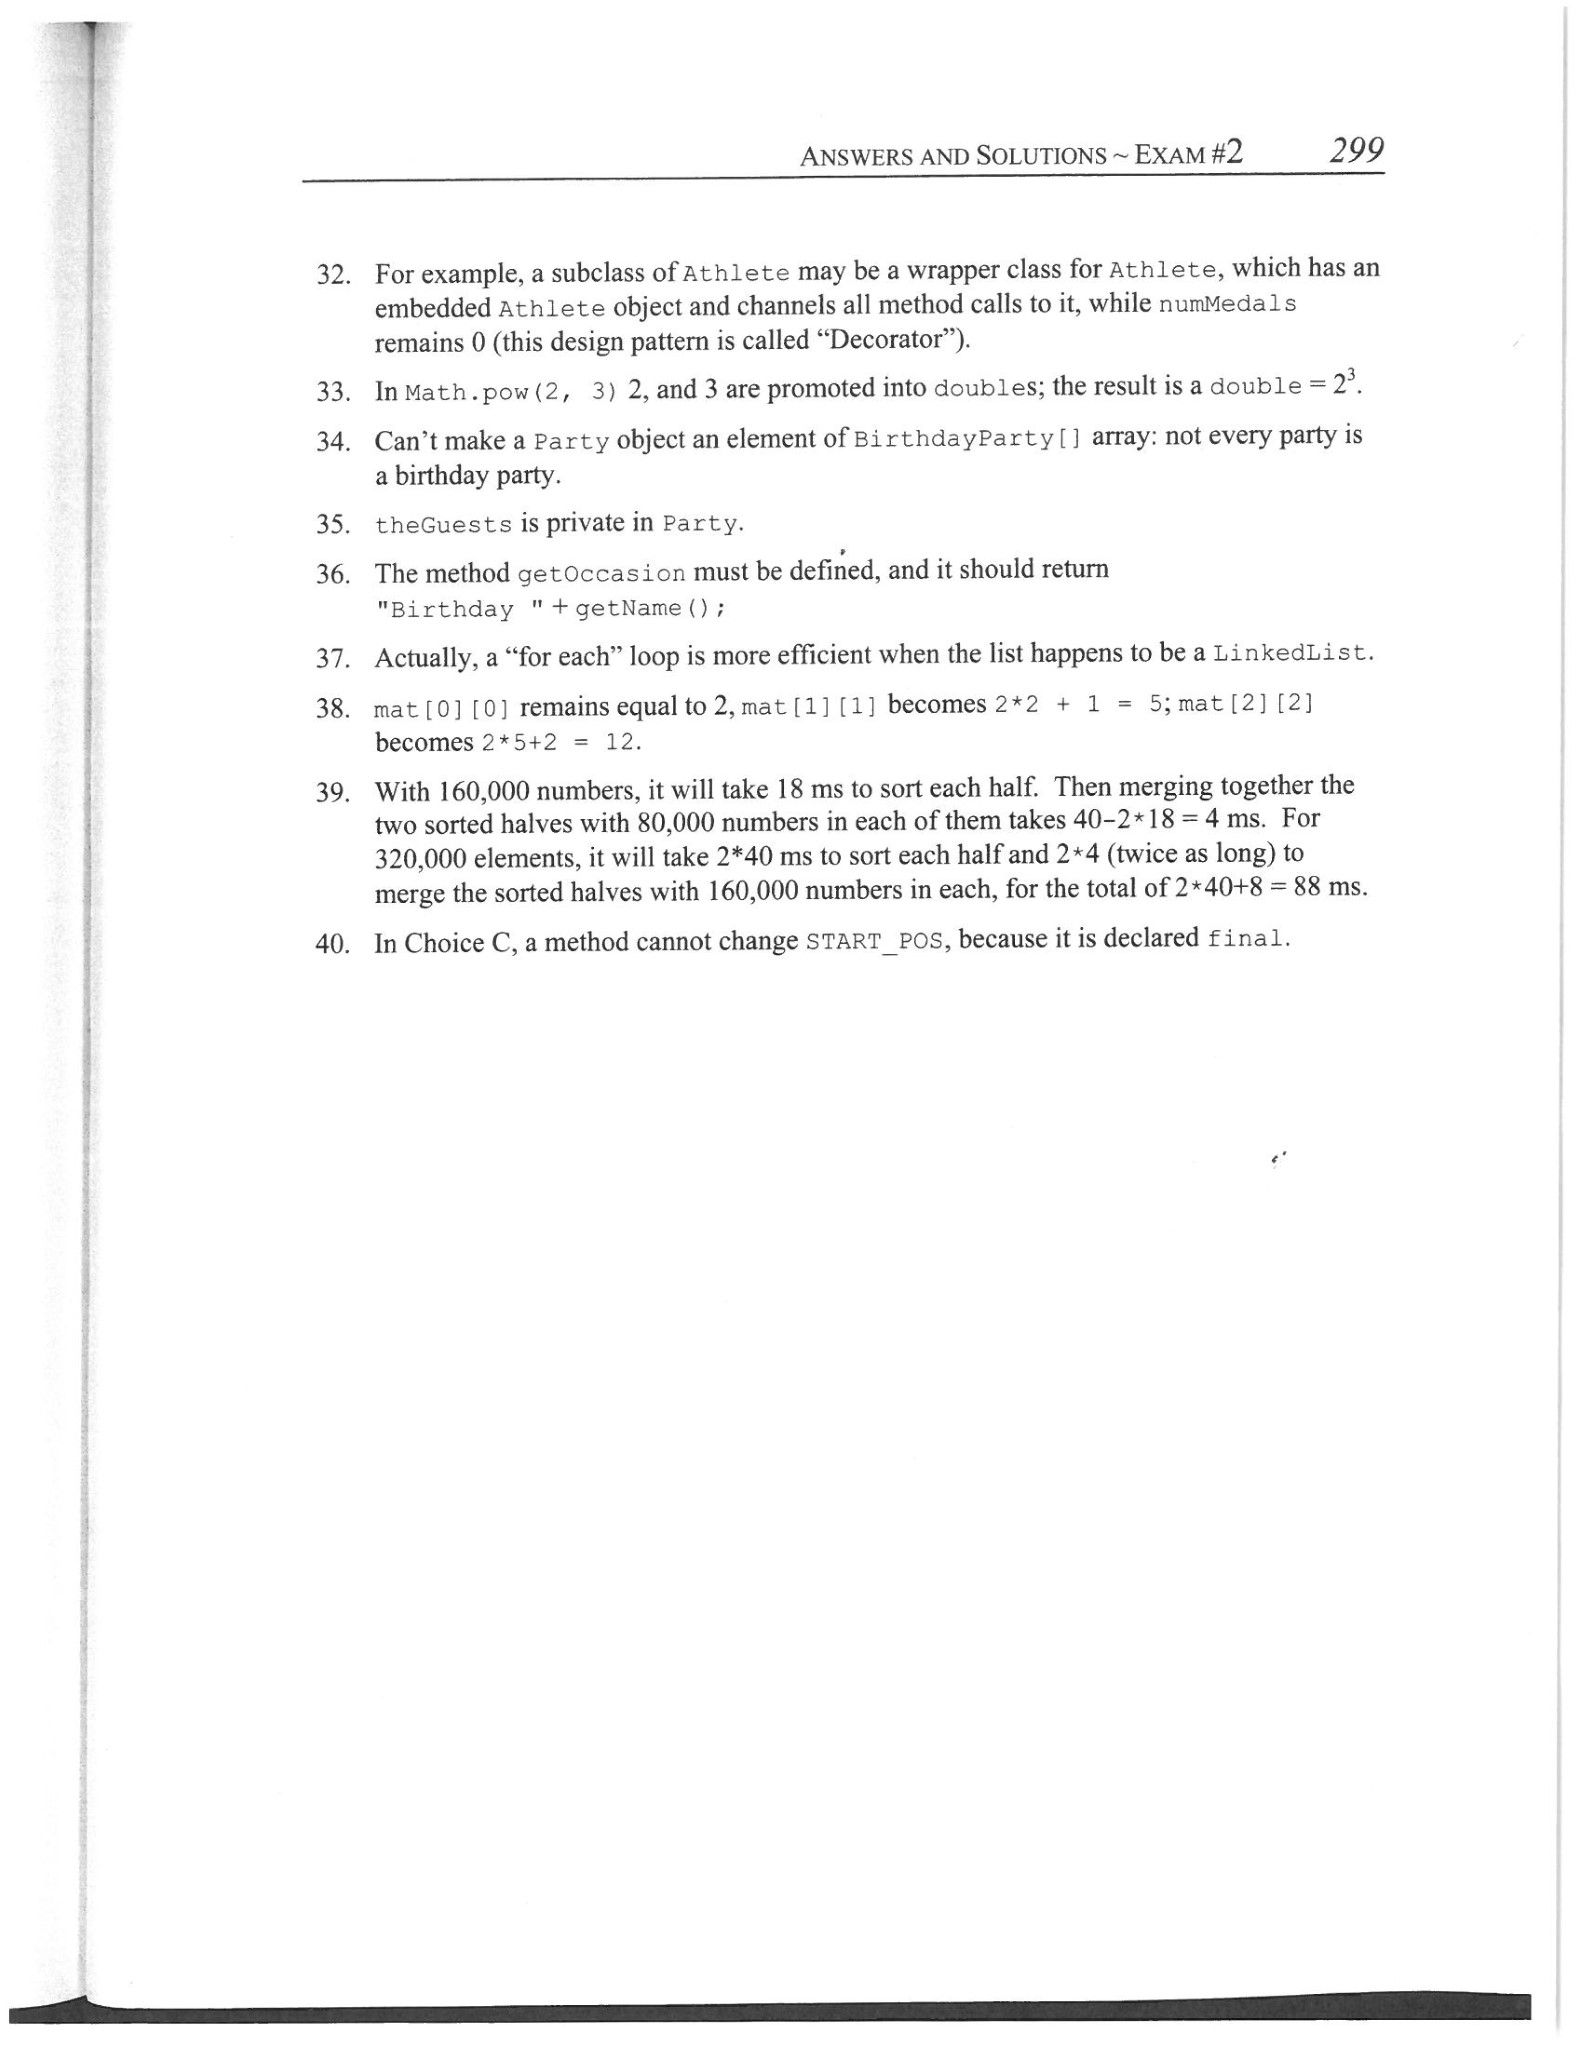 ANSWERS AND SOLUTIONS ~ EXAM #2 299
32. For example, a subclass of Athlete may be a wrapper class for Athlete, which has an
embedded Athlete object and channels all method calls to it, while numMedals
remains 0 (this design pattern is called “Decorator”).
33. In Math.pow(2, 3) 2, and 3 are promoted into doubles; the result is a double = 2³.
34. Can’t make a Party object an element of BirthdayParty[] array: not every party is
a birthday party.
35. theGuests is private in Party.
36. The method getOccasion must be defined, and it should return
"Birthday " + getName();
37. Actually, a “for each” loop is more efficient when the list happens to be a LinkedList.
38. mat[0][0] remains equal to 2, mat[1][1] becomes 2*2 + 1 = 5; mat[2][2]
becomes 2*5+2 = 12.
39. With 160,000 numbers, it will take 18 ms to sort each half. Then merging together the
two sorted halves with 80,000 numbers in each of them takes 40–2*18 = 4 ms. For
320,000 elements, it will take 2*40 ms to sort each half and 2*4 (twice as long) to
merge the sorted halves with 160,000 numbers in each, for the total of 2*40+8 = 88 ms.
40. In Choice C, a method cannot change START_POS, because it is declared final.